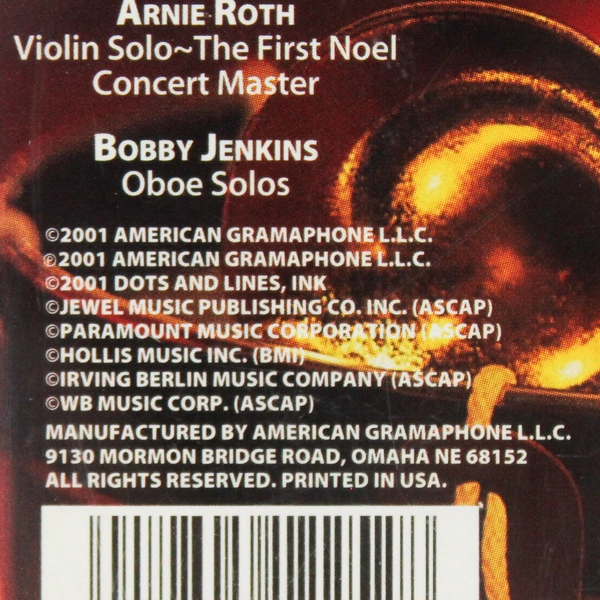 ARNIE ROTH
Violin Solo~The First Noel
Concert Master
BOBBY JENKINS
Oboe Solos
©2001 AMERICAN GRAMAPHONE L.L.C.
℗2001 AMERICAN GRAMAPHONE L.L.C.
©2001 DOTS AND LINES, INK
©JEWEL MUSIC PUBLISHING CO. INC. (ASCAP)
©PARAMOUNT MUSIC CORPORATION (ASCAP)
©HOLLIS MUSIC INC. (BMI)
©IRVING BERLIN MUSIC COMPANY (ASCAP)
©WB MUSIC CORP. (ASCAP)
MANUFACTURED BY AMERICAN GRAMAPHONE L.L.C.
9130 MORMON BRIDGE ROAD, OMAHA NE 68152
ALL RIGHTS RESERVED. PRINTED IN USA.